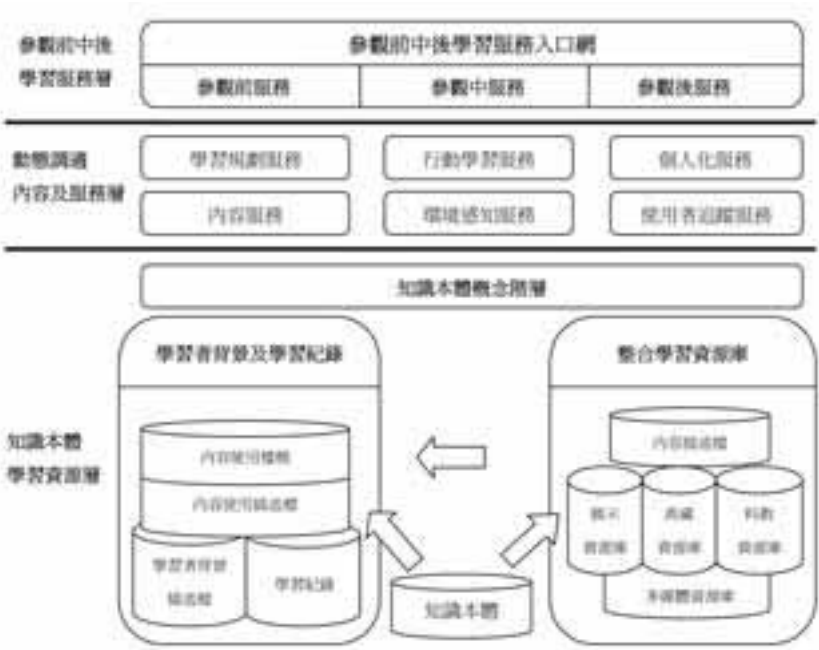 參觀前中後
學習服務層
參觀前中後學習服務入口網
參觀前服務
參觀中服務
參觀後服務
動態調適
內容及服務層
學習規劃服務
行動學習服務
個人化服務
內容服務
環境感知服務
使用者追蹤服務
知識本體概念階層
知識本體
學習資源層
學習者背景及學習紀錄
內容使用
內容使用描述檔
學習者背景
描述檔
學習紀錄
知識本體
整合學習資源庫
內容描述檔
展示
資源庫
典藏
資源庫
科教
資源庫
多媒體資源庫